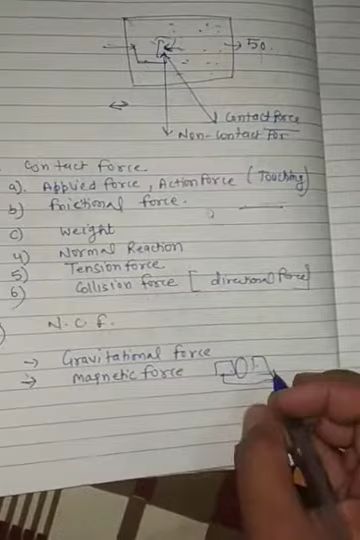 50.
Contact force
Non-Contact For
Contact force.
a). Applied force, Action force (Touching)
b) frictional force.
c) weight
4) Normal Reaction
5) Tension force
6) Collision force [directional force]
N.C.F.
→ Gravitational force
→ magnetic force